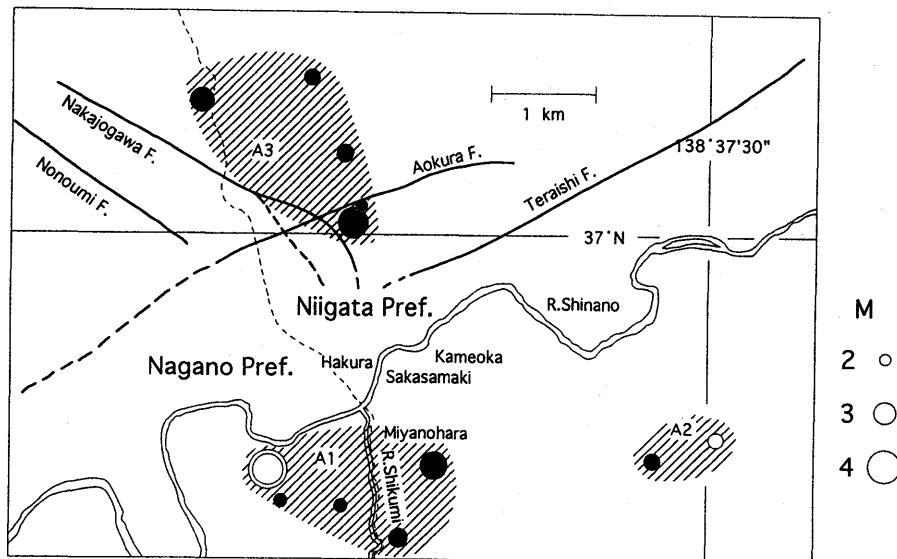 Nakajogawa F.
Nonoumi F.
A3
Aokura F.
Teraishi F.
1 km
138°37'30"
37°N
Niigata Pref.
R.Shinano
Nagano Pref.
Hakura
Kameoka
Sakasamaki
Miyanohara
R.Shikumi
A1
A2
M
2
3
4